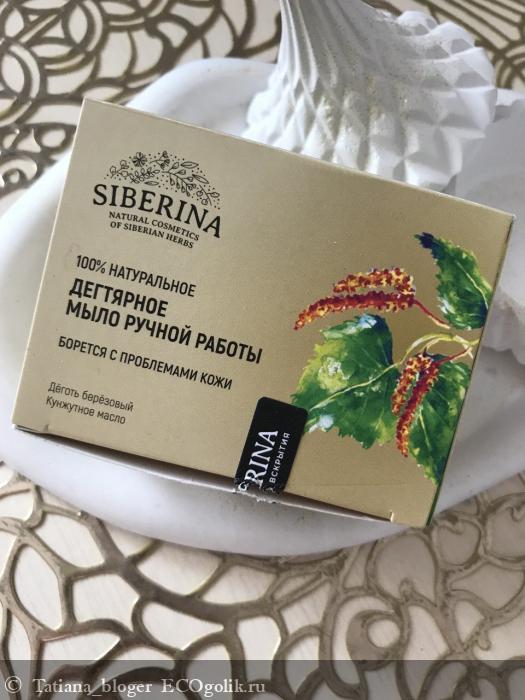 SIBERINA
NATURAL COSMETICS
OF SIBERIAN HERBS
100% НАТУРАЛЬНОЕ
ДЕГТЯРНОЕ
МЫЛО РУЧНОЙ РАБОТЫ
БОРЕТСЯ С ПРОБЛЕМАМИ КОЖИ
Дёготь берёзовый
Кунжутное масло
RINA
ВСКРЫТИЯ
© Tatiana_bloger ECOgolik.ru